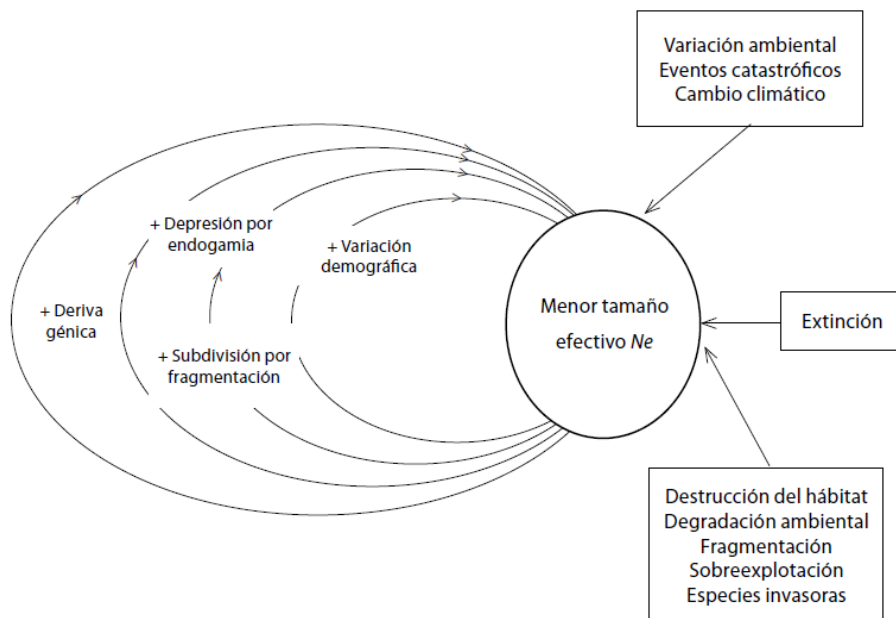 Variación ambiental
Eventos catastróficos
Cambio climático
+ Depresión por
endogamia
+ Variación
demográfica
+ Deriva
génica
+ Subdivisión por
fragmentación
Menor tamaño
efectivo Ne
Extinción
Destrucción del hábitat
Degradación ambiental
Fragmentación
Sobreexplotación
Especies invasoras